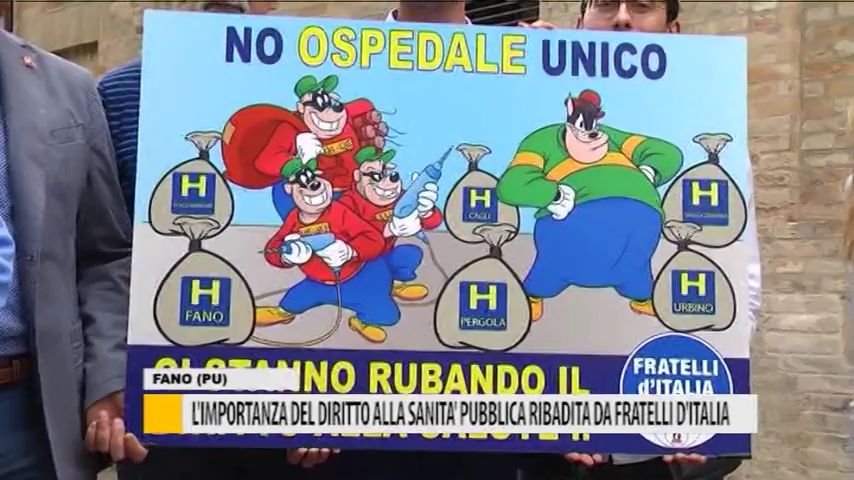 NO OSPEDALE UNICO
H
H
CAGLI
H
H
FANO
H
PERGOLA
H
URBINO
CI STANNO RUBANDO IL
FRATELLI
d'ITALIA
FANO (PU)
L'IMPORTANZA DEL DIRITTO ALLA SANITA' PUBBLICA RIBADITA DA FRATELLI D'ITALIA